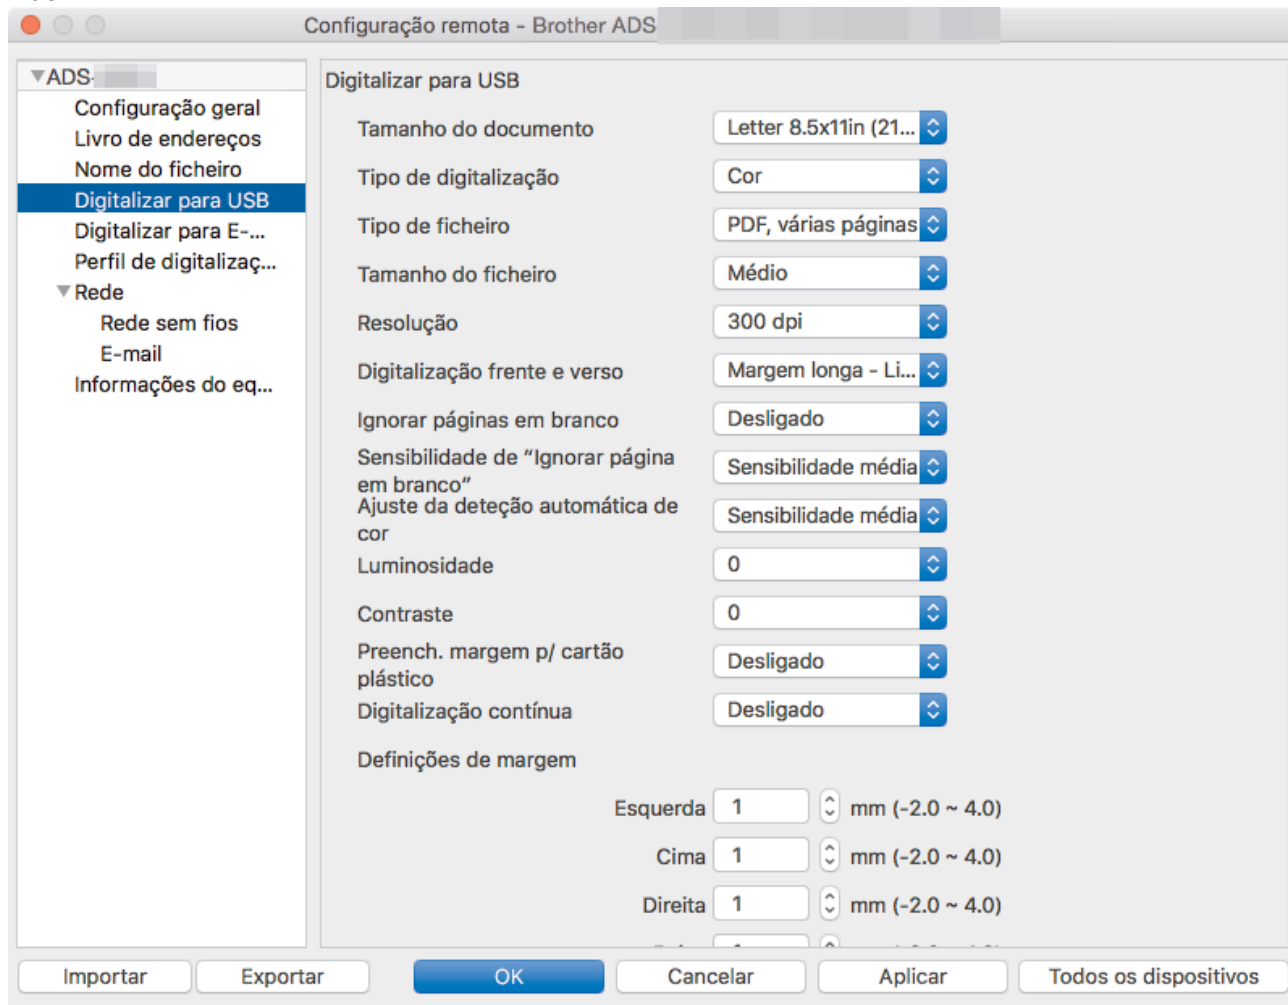 Configuração remota - Brother ADS-
ADS-
Configuração geral
Livro de endereços
Nome do ficheiro
Digitalizar para USB
Digitalizar para E-...
Perfil de digitalizaç...
Rede
Rede sem fios
E-mail
Informações do eq...
Digitalizar para USB
Tamanho do documento Letter 8.5x11in (21...
Tipo de digitalização Cor
Tipo de ficheiro PDF, várias páginas
Tamanho do ficheiro Médio
Resolução 300 dpi
Digitalização frente e verso Margem longa - Li...
Ignorar páginas em branco Desligado
Sensibilidade de “Ignorar página
em branco” Sensibilidade média
Ajuste da deteção automática de
cor Sensibilidade média
Luminosidade 0
Contraste 0
Preench. margem p/ cartão
plástico Desligado
Digitalização contínua Desligado
Definições de margem
Esquerda 1 mm (-2.0 ~ 4.0)
Cima 1 mm (-2.0 ~ 4.0)
Direita 1 mm (-2.0 ~ 4.0)
Importar Exportar OK Cancelar Aplicar Todos os dispositivos